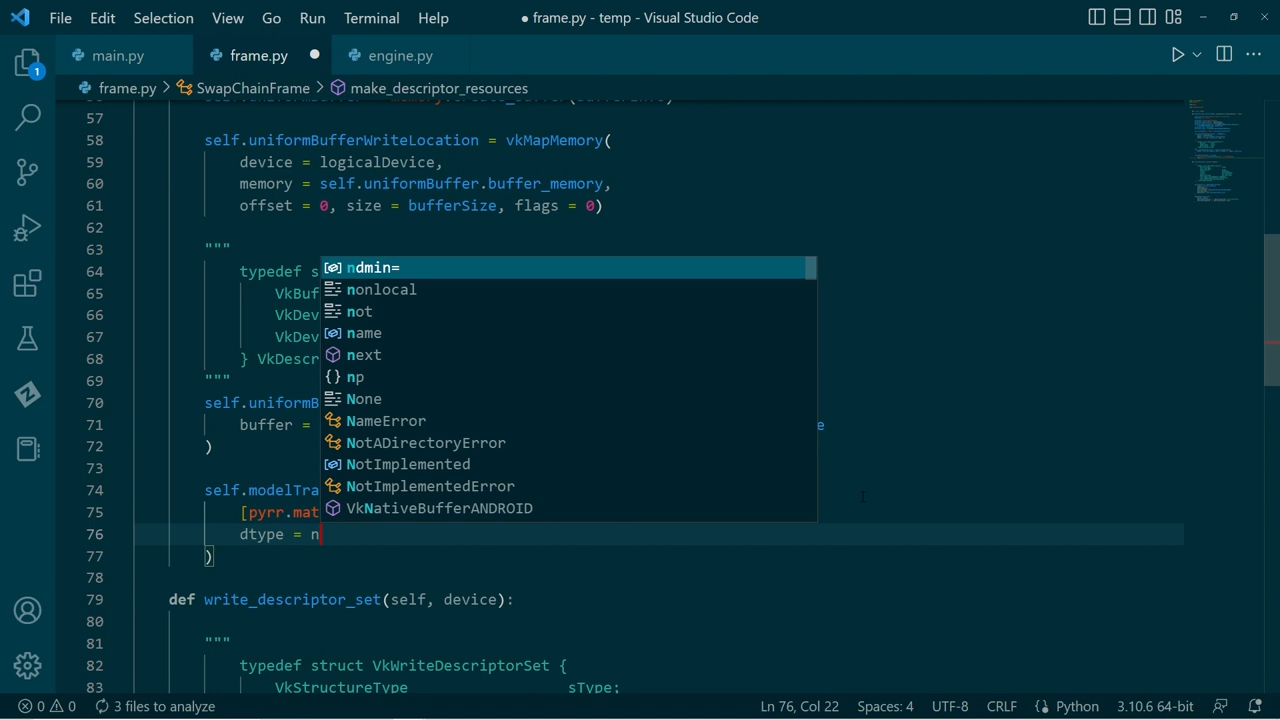 File Edit Selection View Go Run Terminal Help
● frame.py - temp - Visual Studio Code
main.py
frame.py
engine.py
1
frame.py > SwapChainFrame > make_descriptor_resources
57
58 self.uniformBufferWriteLocation = vkMapMemory(
59 device = logicalDevice,
60 memory = self.uniformBuffer.buffer_memory,
61 offset = 0, size = bufferSize, flags = 0)
62
63 """
64 typedef s
65 VkBuf
66 VkDev
67 VkDev
68 } VkDescr
69 """
70 self.uniformB
71 buffer = e
72 )
73
74 self.modelTra
75 [pyrr.mat
76 dtype = n
77 )
78
79 def write_descriptor_set(self, device):
80
81 """
82 typedef struct VkWriteDescriptorSet {
83 VkStructureType sType;
ndmin=
nonlocal
not
name
next
np
None
NameError
NotADirectoryError
NotImplemented
NotImplementedError
VkNativeBufferANDROID
0 0 3 files to analyze
Ln 76, Col 22 Spaces: 4 UTF-8 CRLF Python 3.10.6 64-bit